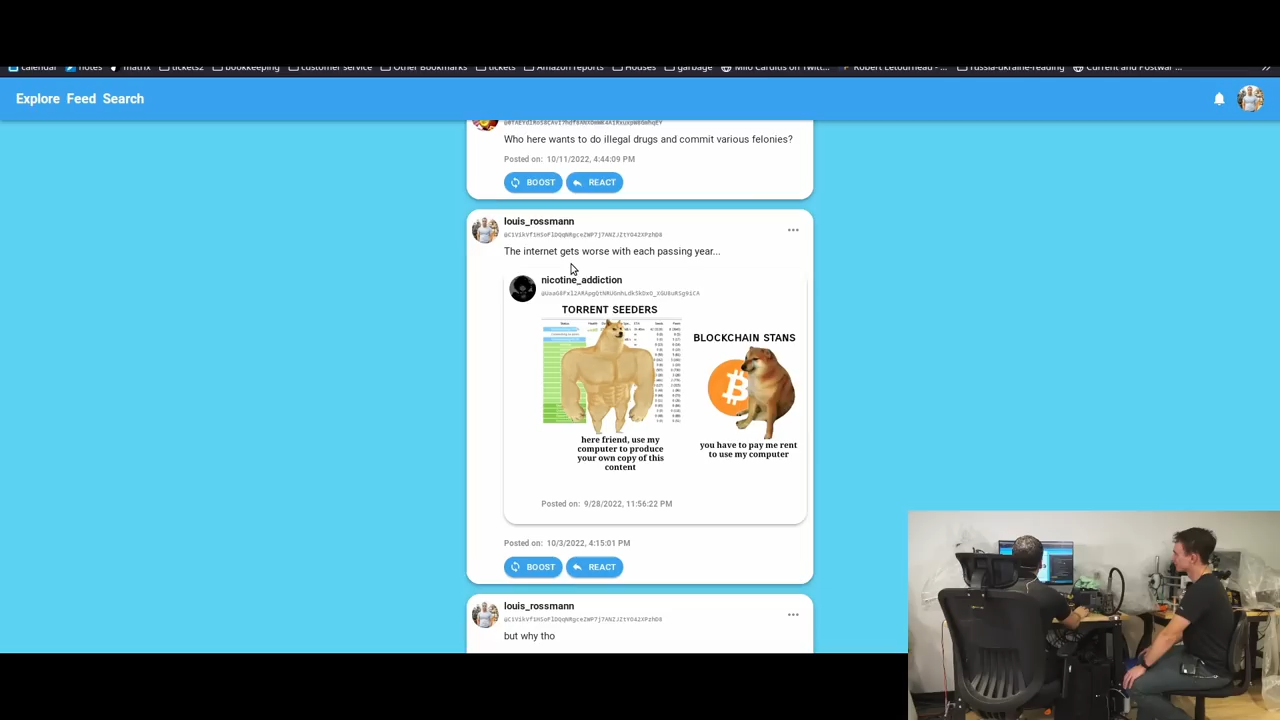 calendar notes matrix tickets2 bookkeeping customer service Other Bookmarks tickets Amazon reports Houses garbage Milo Carditis on Twitt... Robert Letourneau - ... russia-ukraine-reading Current and Postwar ...
Explore Feed Search
Who here wants to do illegal drugs and commit various felonies?
Posted on: 10/11/2022, 4:44:09 PM
BOOST REACT
louis_rossmann
The internet gets worse with each passing year...
nicotine_addiction
TORRENT SEEDERS
BLOCKCHAIN STANS
here friend, use my
computer to produce
your own copy of this
content
you have to pay me rent
to use my computer
Posted on: 9/28/2022, 11:56:22 PM
Posted on: 10/3/2022, 4:15:01 PM
BOOST REACT
louis_rossmann
but why tho